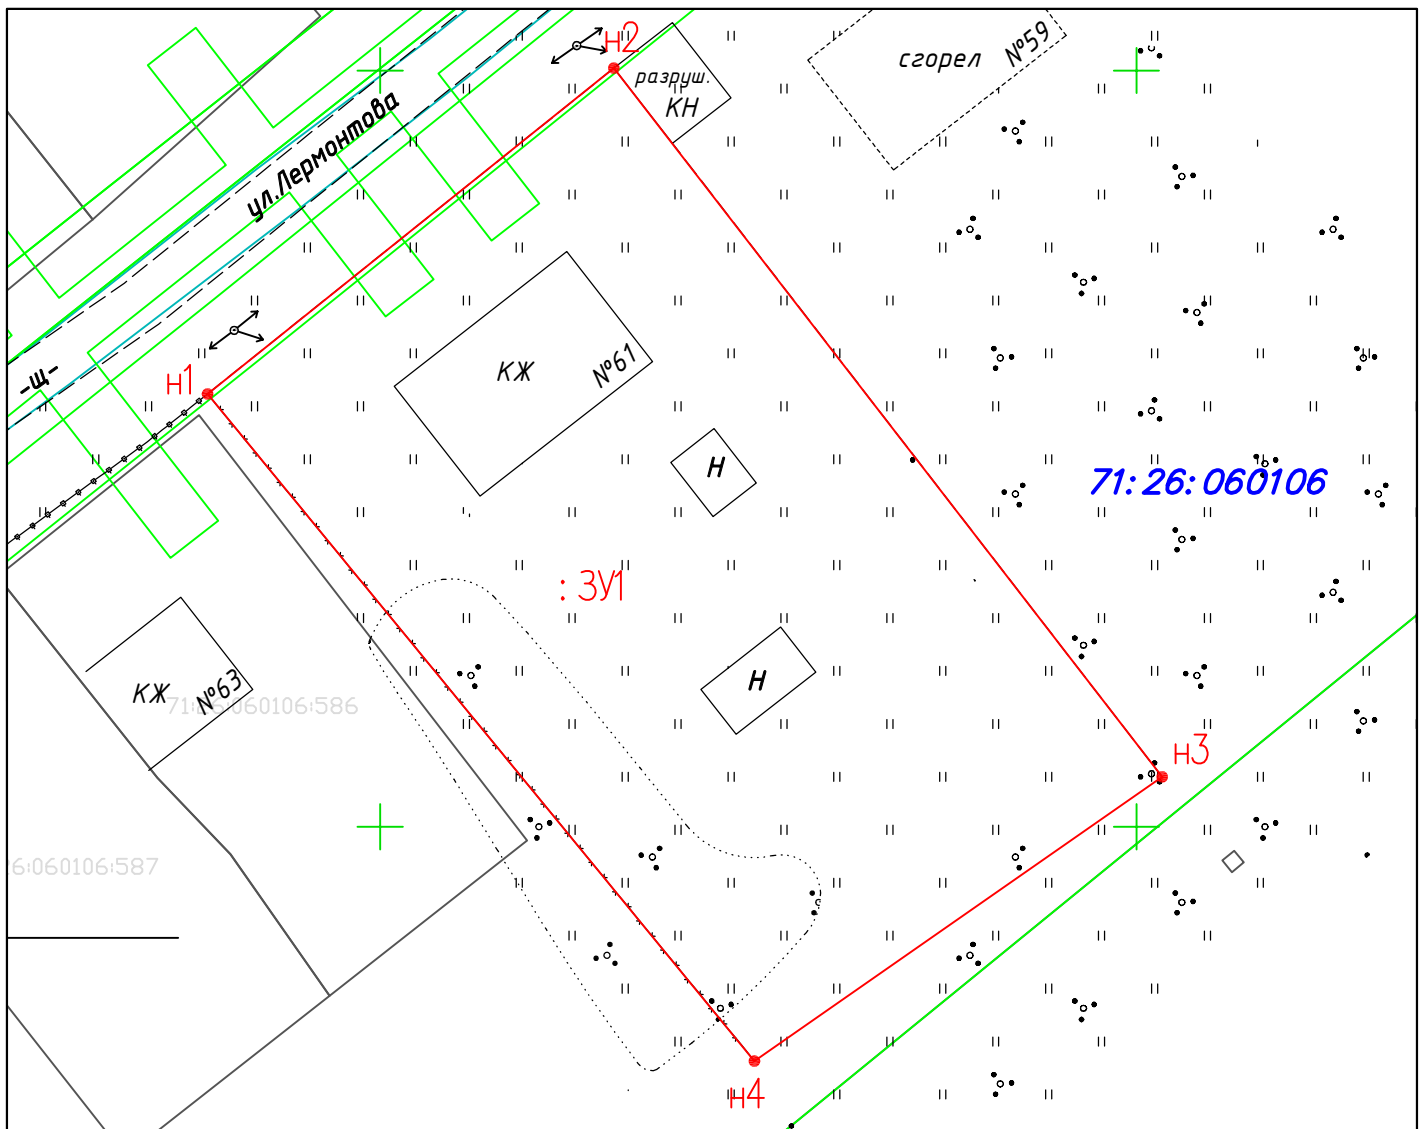 н2
разруш.
КН
сгорел
№59
ул.Лермонтова
-щ-
н1
КЖ
№61
Н
71:26:060106
:ЗУ1
КЖ
№63
71:26:060106:586
Н
н3
6:060106:587
н4